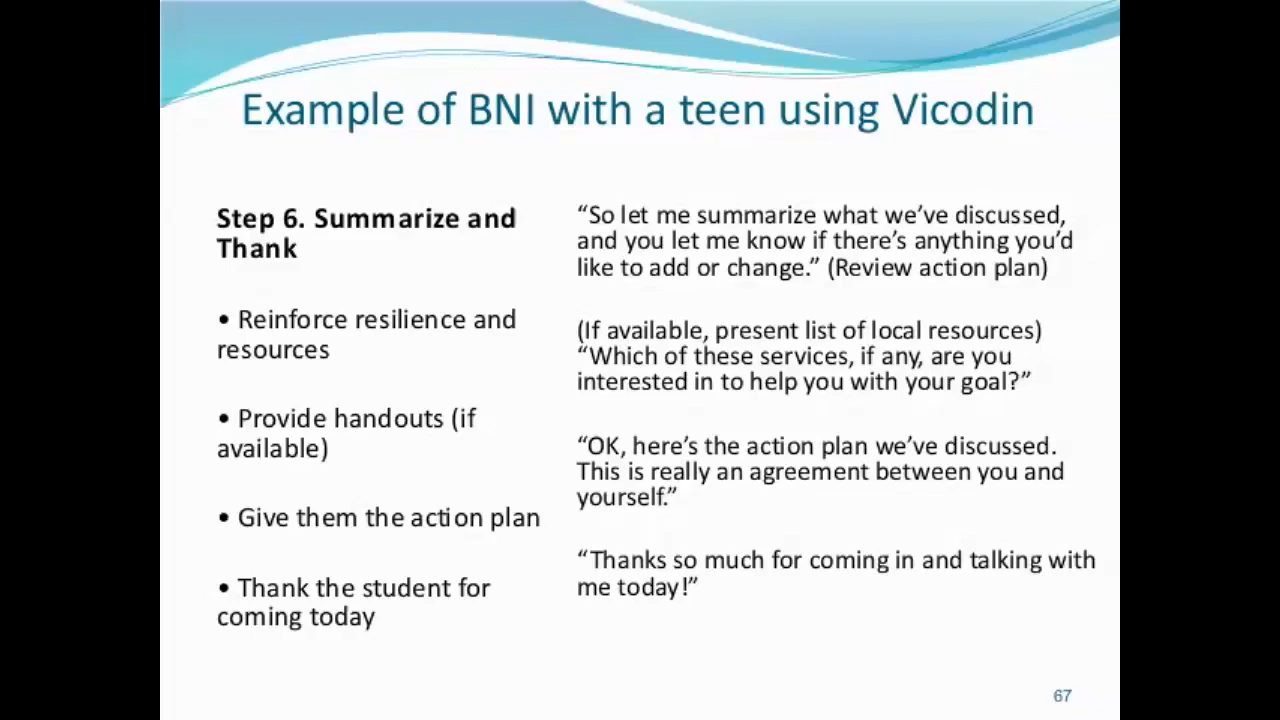 Example of BNI with a teen using Vicodin
Step 6. Summarize and
Thank
• Reinforce resilience and
resources
• Provide handouts (if
available)
• Give them the action plan
• Thank the student for
coming today
“So let me summarize what we’ve discussed,
and you let me know if there’s anything you’d
like to add or change.” (Review action plan)
(If available, present list of local resources)
“Which of these services, if any, are you
interested in to help you with your goal?”
“OK, here’s the action plan we’ve discussed.
This is really an agreement between you and
yourself.”
“Thanks so much for coming in and talking with
me today!”
67